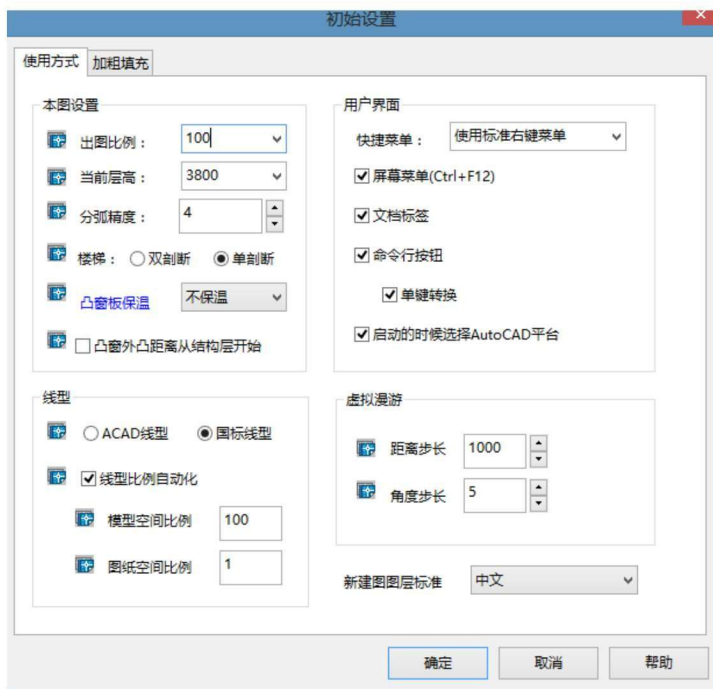 初始设置
使用方式 加粗填充
本图设置
出图比例： 100
当前层高： 3800
分弧精度： 4
楼梯： 双剖断 单剖断
凸窗板保温 不保温
凸窗外凸距离从结构层开始
用户界面
快捷菜单： 使用标准右键菜单
屏幕菜单(Ctrl+F12)
文档标签
命令行按钮
单键转换
启动的时候选择AutoCAD平台
线型
ACAD线型 国标线型
线型比例自动化
模型空间比例 100
图纸空间比例 1
虚拟漫游
距离步长 1000
角度步长 5
新建图图层标准 中文
确定 取消 帮助